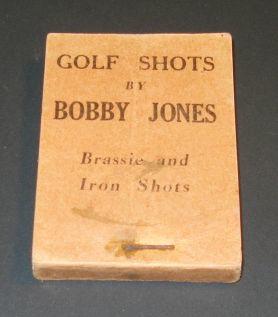 GOLF SHOTS
BY
BOBBY JONES
Brassie and
Iron Shots